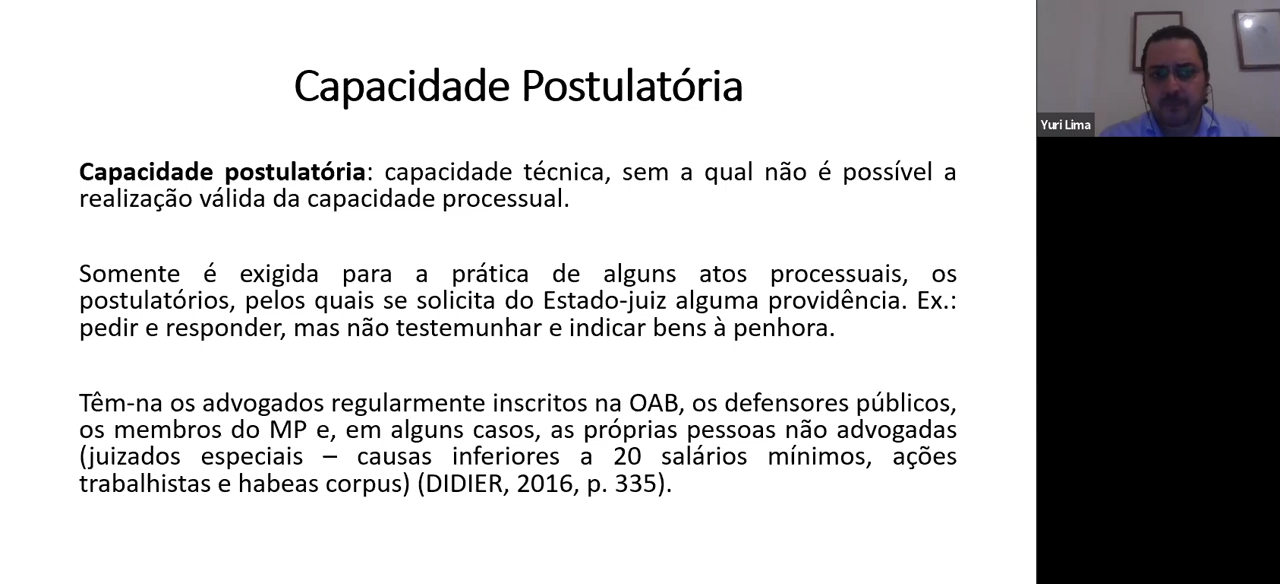 Capacidade Postulatória
Capacidade postulatória: capacidade técnica, sem a qual não é possível a
realização válida da capacidade processual.
Somente é exigida para a prática de alguns atos processuais, os
postulatórios, pelos quais se solicita do Estado-juiz alguma providência. Ex.:
pedir e responder, mas não testemunhar e indicar bens à penhora.
Têm-na os advogados regularmente inscritos na OAB, os defensores públicos,
os membros do MP e, em alguns casos, as próprias pessoas não advogadas
(juizados especiais – causas inferiores a 20 salários mínimos, ações
trabalhistas e habeas corpus) (DIDIER, 2016, p. 335).
Yuri Lima